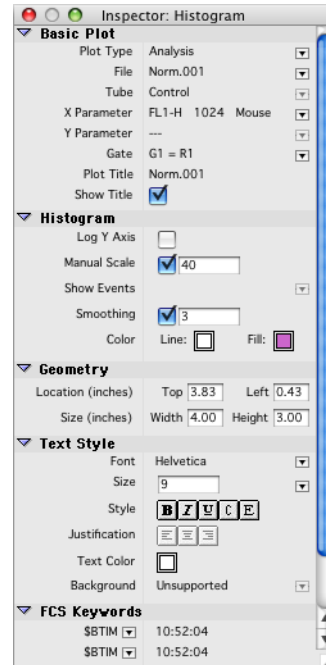 Inspector: Histogram
Basic Plot
Plot Type Analysis
File Norm.001
Tube Control
X Parameter FL1-H 1024 Mouse
Y Parameter ---
Gate G1 = R1
Plot Title Norm.001
Show Title
Histogram
Log Y Axis
Manual Scale 40
Show Events
Smoothing 3
Color Line: Fill:
Geometry
Location (inches) Top 3.83 Left 0.43
Size (inches) Width 4.00 Height 3.00
Text Style
Font Helvetica
Size 9
Style B I U C E
Justification
Text Color
Background Unsupported
FCS Keywords
$BTIM 10:52:04
$BTIM 10:52:04